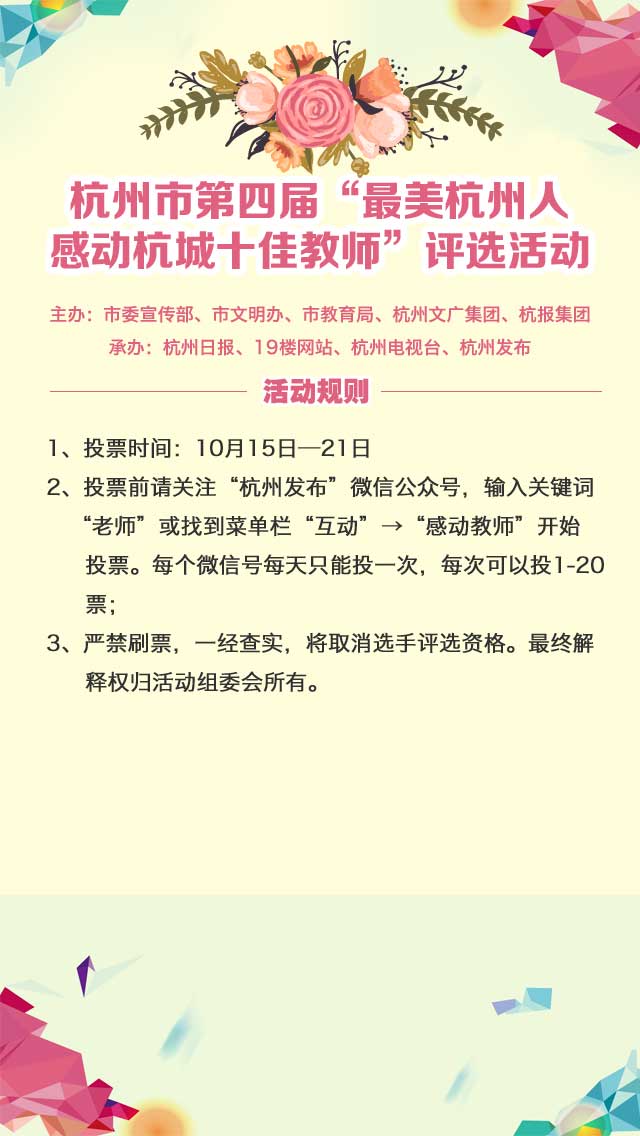 杭州市第四届“最美杭州人
感动杭城十佳教师”评选活动
主办：市委宣传部、市文明办、市教育局、杭州文广集团、杭报集团
承办：杭州日报、19楼网站、杭州电视台、杭州发布
活动规则
1、投票时间：10月15日—21日
2、投票前请关注“杭州发布”微信公众号，输入关键词
“老师”或找到菜单栏“互动”→“感动教师”开始
投票。每个微信号每天只能投一次，每次可以投1-20
票；
3、严禁刷票，一经查实，将取消选手评选资格。最终解
释权归活动组委会所有。